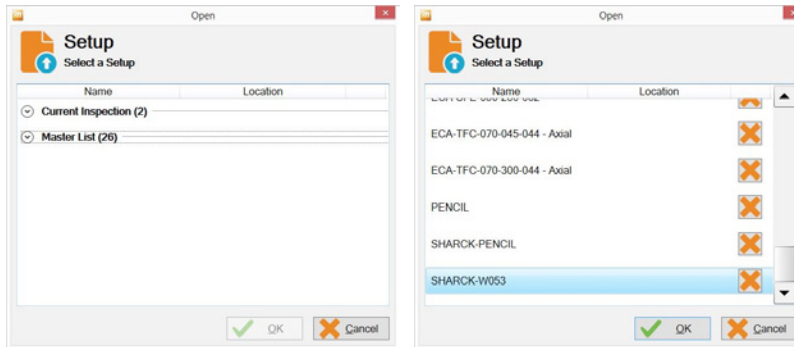 Open
Setup
Select a Setup
Name Location
Current Inspection (2)
Master List (26)
OK Cancel
Open
Setup
Select a Setup
Name Location
ECA-TFC-070-045-044 - Axial
ECA-TFC-070-300-044 - Axial
PENCIL
SHARCK-PENCIL
SHARCK-W053
OK Cancel